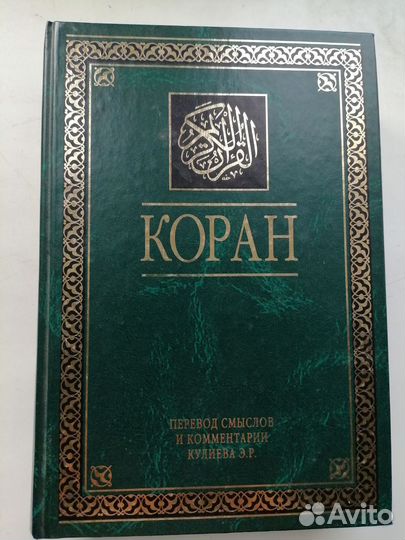 القرآن الكريم
КОРАН
ПЕРЕВОД СМЫСЛОВ
И КОММЕНТАРИИ
КУЛИЕВА Э.Р.
Avito